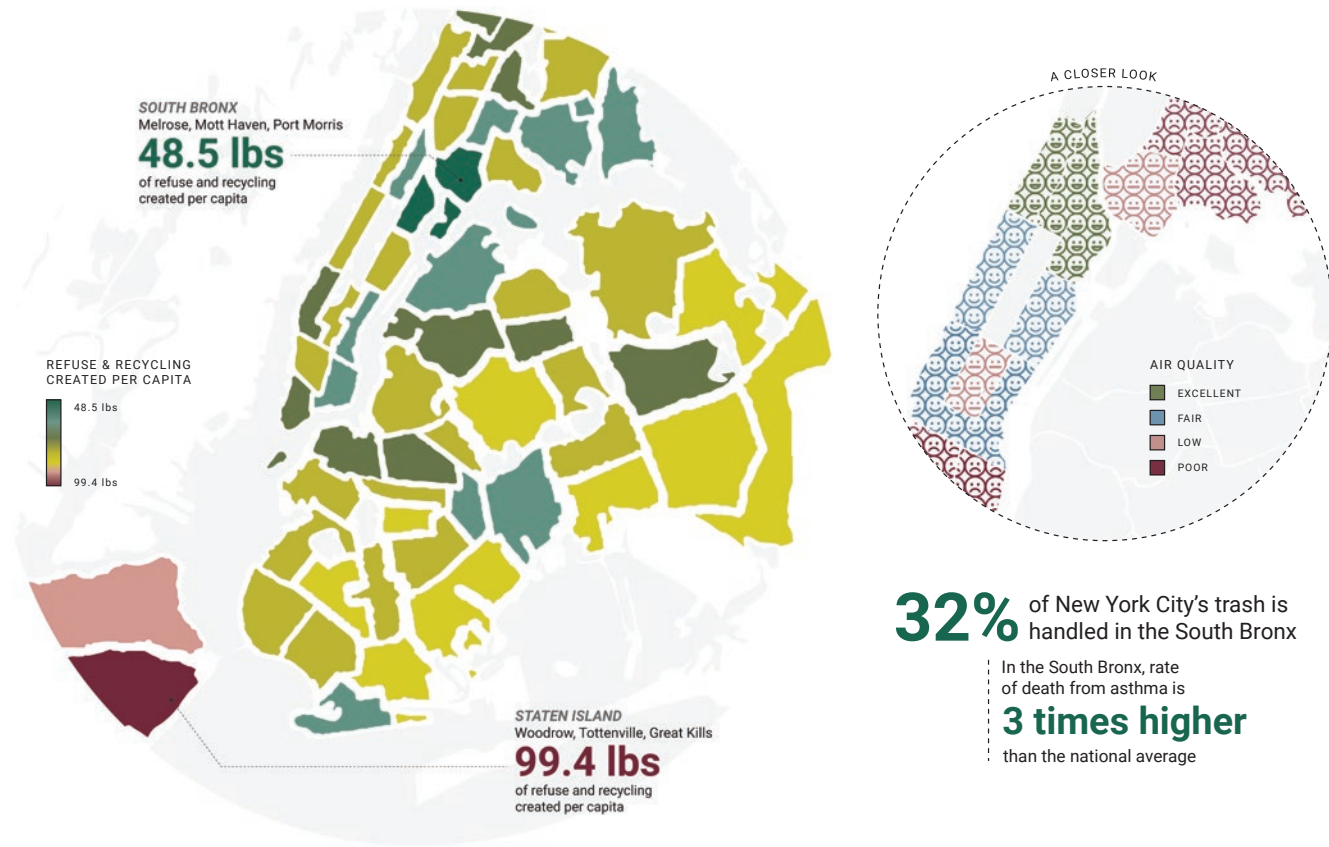 SOUTH BRONX
Melrose, Mott Haven, Port Morris
48.5 lbs
of refuse and recycling
created per capita
REFUSE & RECYCLING
CREATED PER CAPITA
48.5 lbs
99.4 lbs
STATEN ISLAND
Woodrow, Tottenville, Great Kills
99.4 lbs
of refuse and recycling
created per capita
A CLOSER LOOK
AIR QUALITY
EXCELLENT
FAIR
LOW
POOR
32%
of New York City’s trash is
handled in the South Bronx
In the South Bronx, rate
of death from asthma is
3 times higher
than the national average